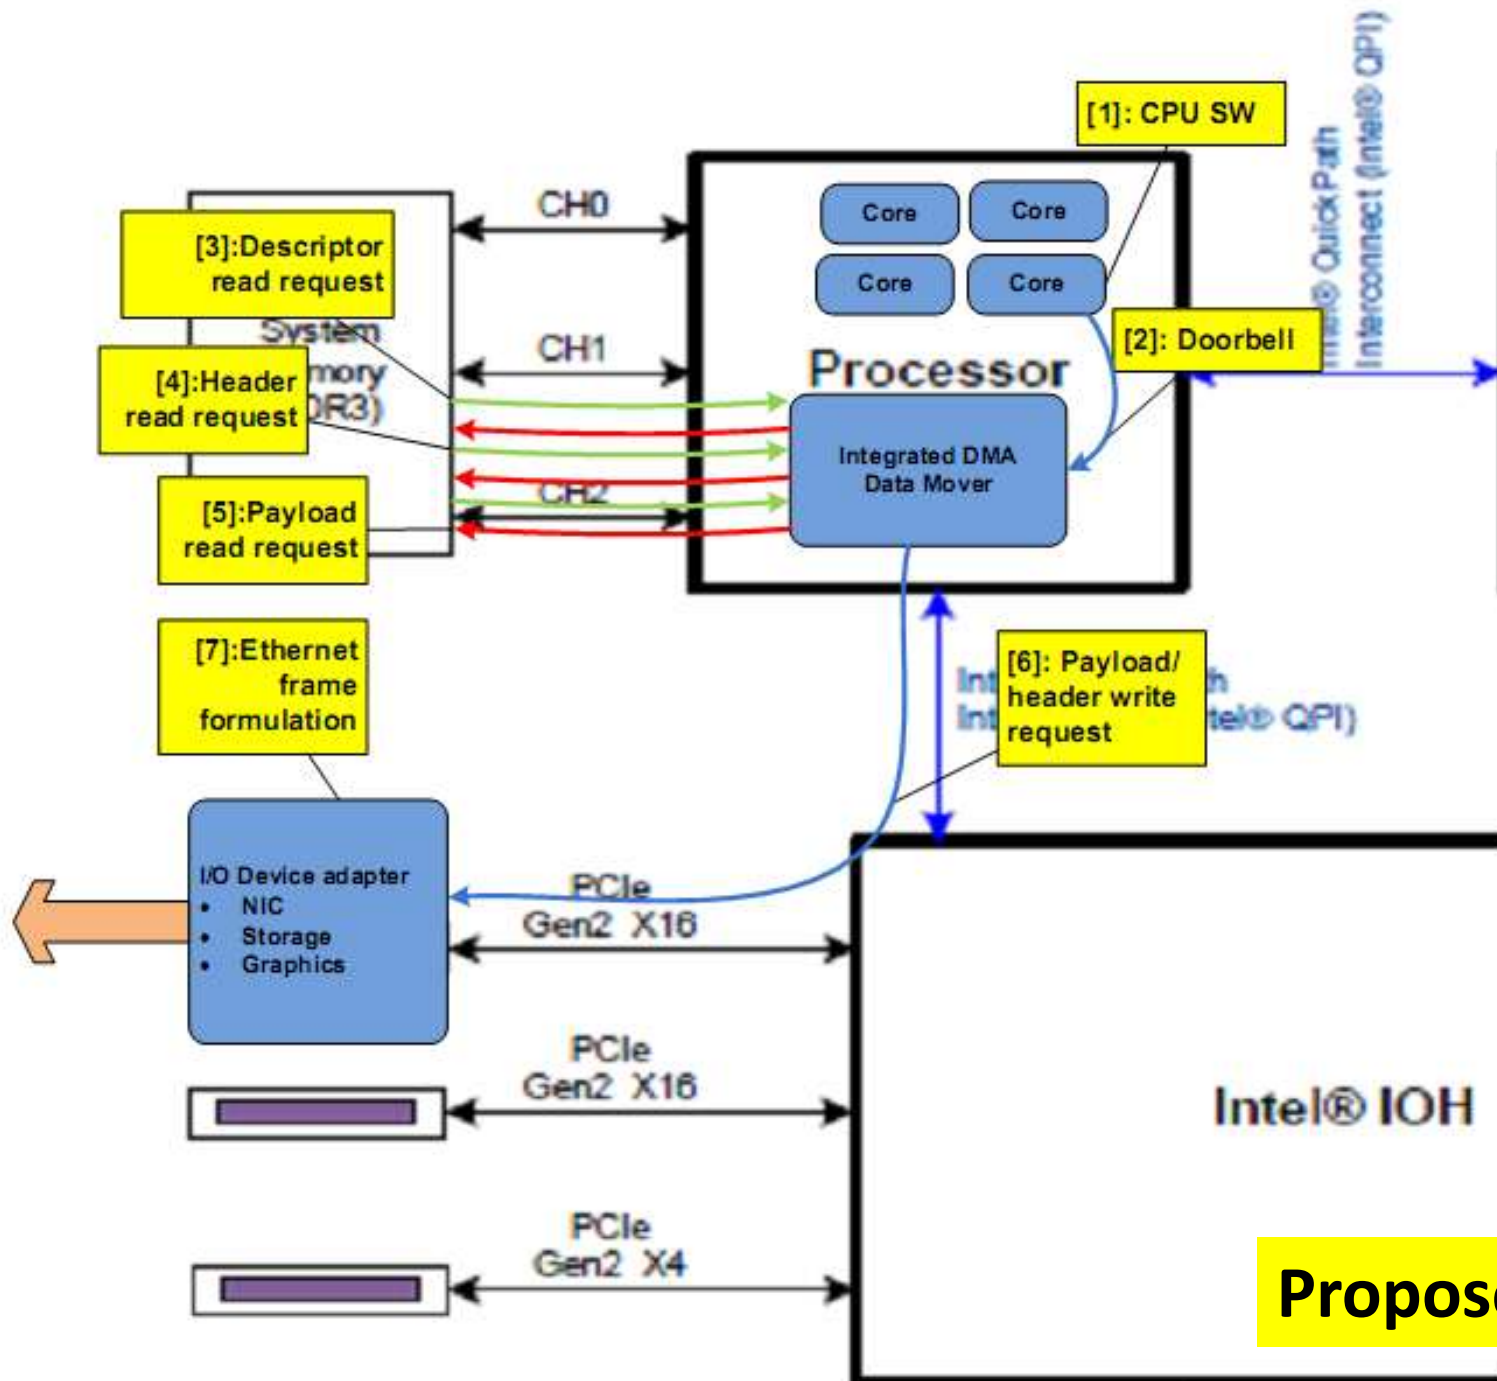 [1]: CPU SW
Intel® QuickPath
Interconnect (Intel® QPI)
CH0
Core
Core
[3]:Descriptor
read request
Core
Core
System
CH1
[2]: Doorbell
Processor
[4]:Header
read request
Integrated DMA
Data Mover
CH2
[5]:Payload
read request
[7]:Ethernet
frame
formulation
[6]: Payload/
header write
request
QPI)
I/O Device adapter
• NIC
• Storage
• Graphics
PCIe
Gen2 X16
PCIe
Gen2 X16
Intel® IOH
PCIe
Gen2 X4